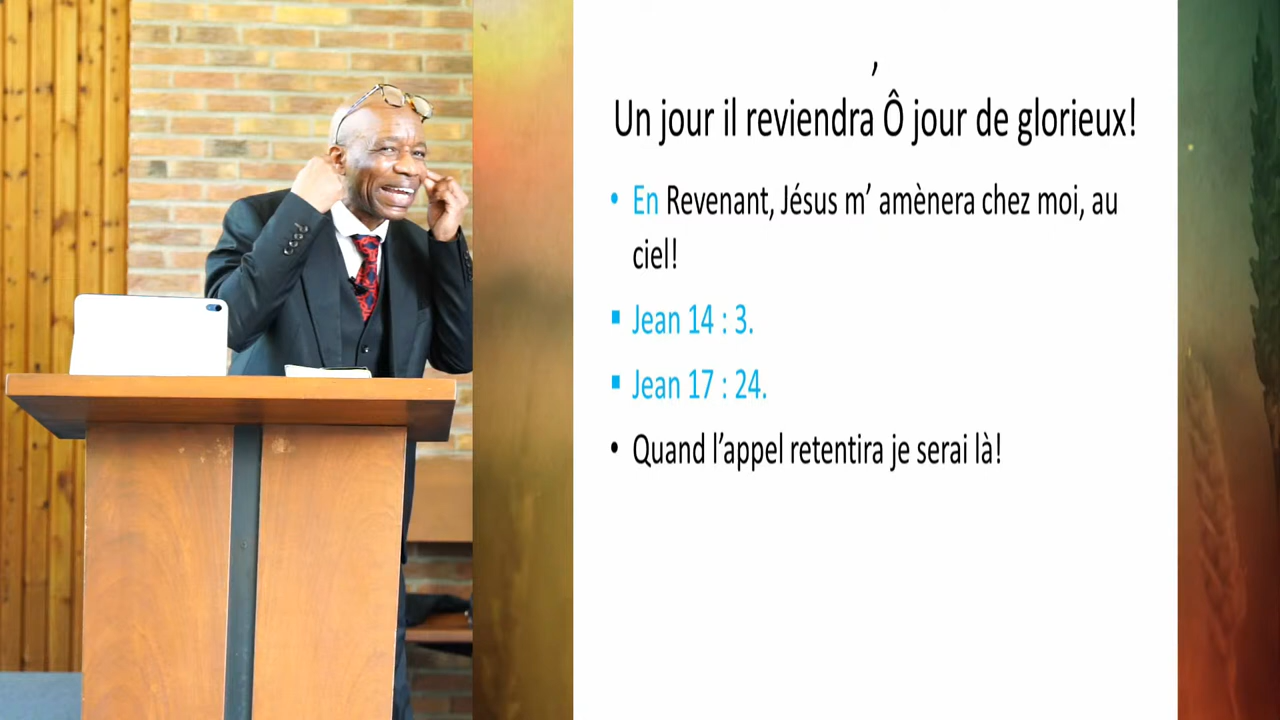 Un jour il reviendra ’ Ô jour de glorieux!
• En Revenant, Jésus m’ amènera chez moi, au
ciel!
▪ Jean 14 : 3.
▪ Jean 17 : 24.
• Quand l’appel retentira je serai là!